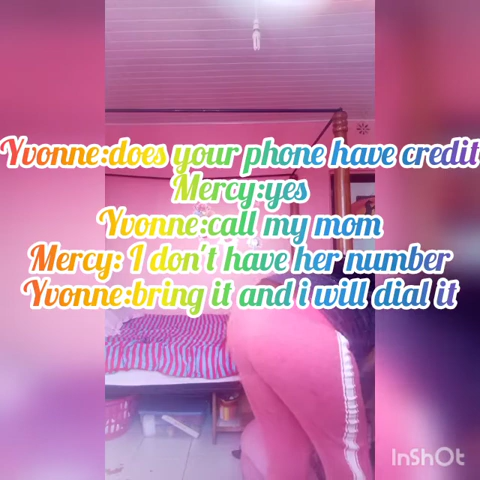 Yvonne:does your phone have credit
Mercy:yes
Yvonne:call my mom
Mercy: I don't have her number
Yvonne:bring it and i will dial it
InShOt